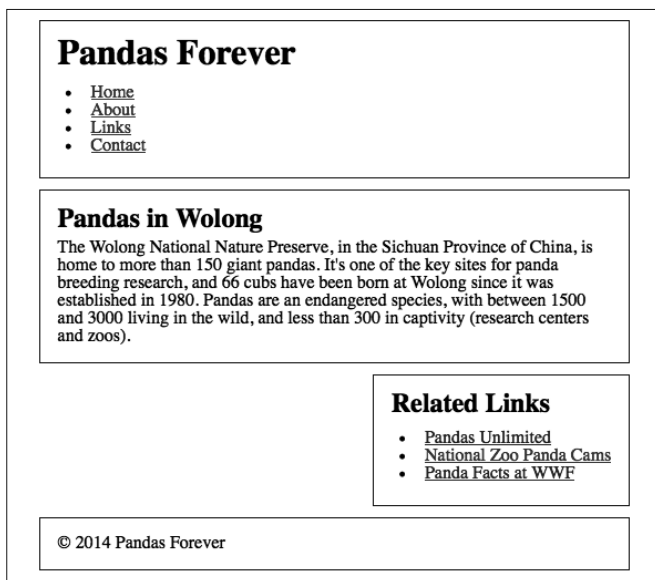 Pandas Forever
Home
About
Links
Contact
Pandas in Wolong
The Wolong National Nature Preserve, in the Sichuan Province of China, is
home to more than 150 giant pandas. It's one of the key sites for panda
breeding research, and 66 cubs have been born at Wolong since it was
established in 1980. Pandas are an endangered species, with between 1500
and 3000 living in the wild, and less than 300 in captivity (research centers
and zoos).
Related Links
Pandas Unlimited
National Zoo Panda Cams
Panda Facts at WWF
© 2014 Pandas Forever